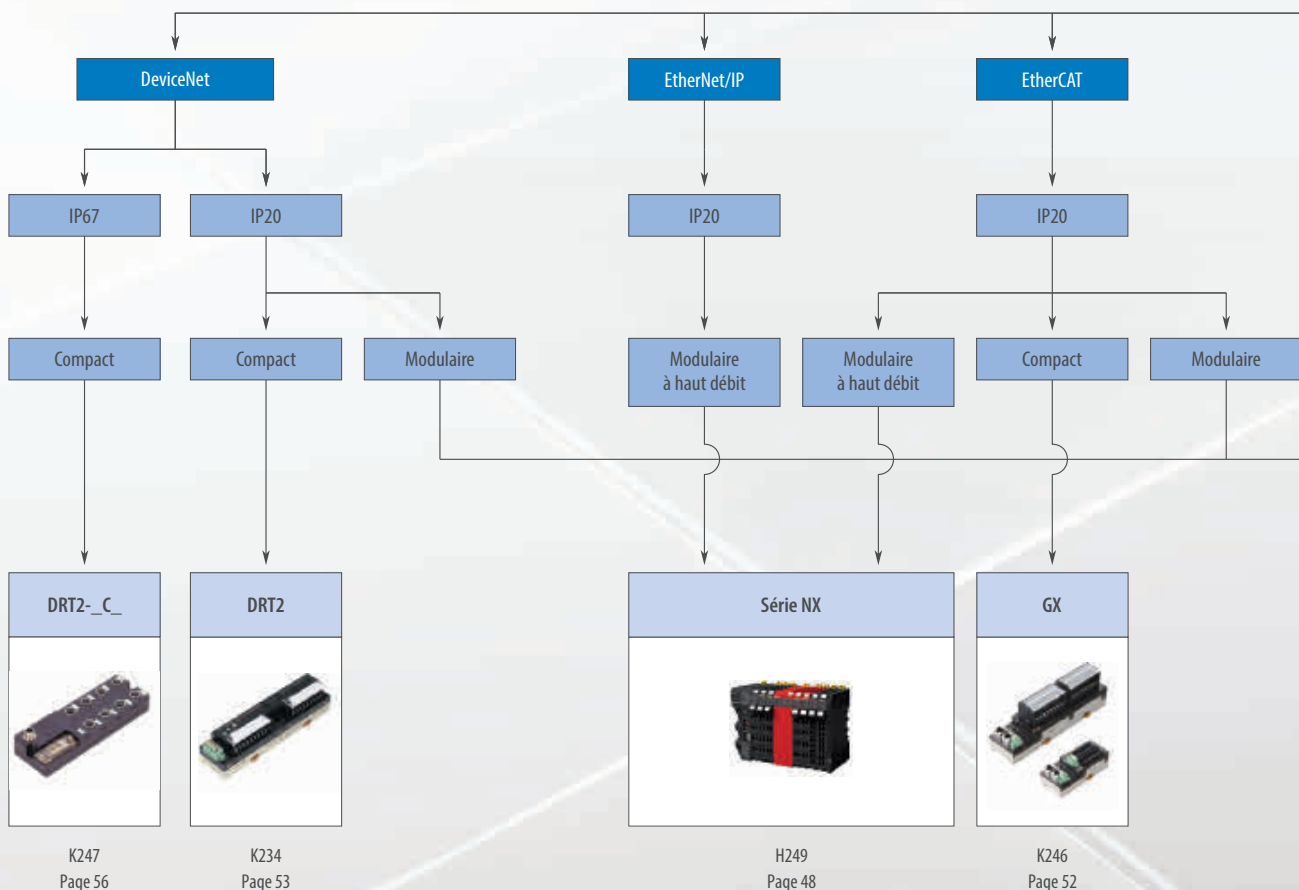 DeviceNet
EtherNet/IP
EtherCAT
IP67
IP20
IP20
IP20
Compact
Compact
Modulaire
Modulaire
à haut débit
Modulaire
à haut débit
Compact
Modulaire
DRT2-_C_
DRT2
Série NX
GX
K247
Page 56
K234
Page 53
H249
Page 48
K246
Page 52